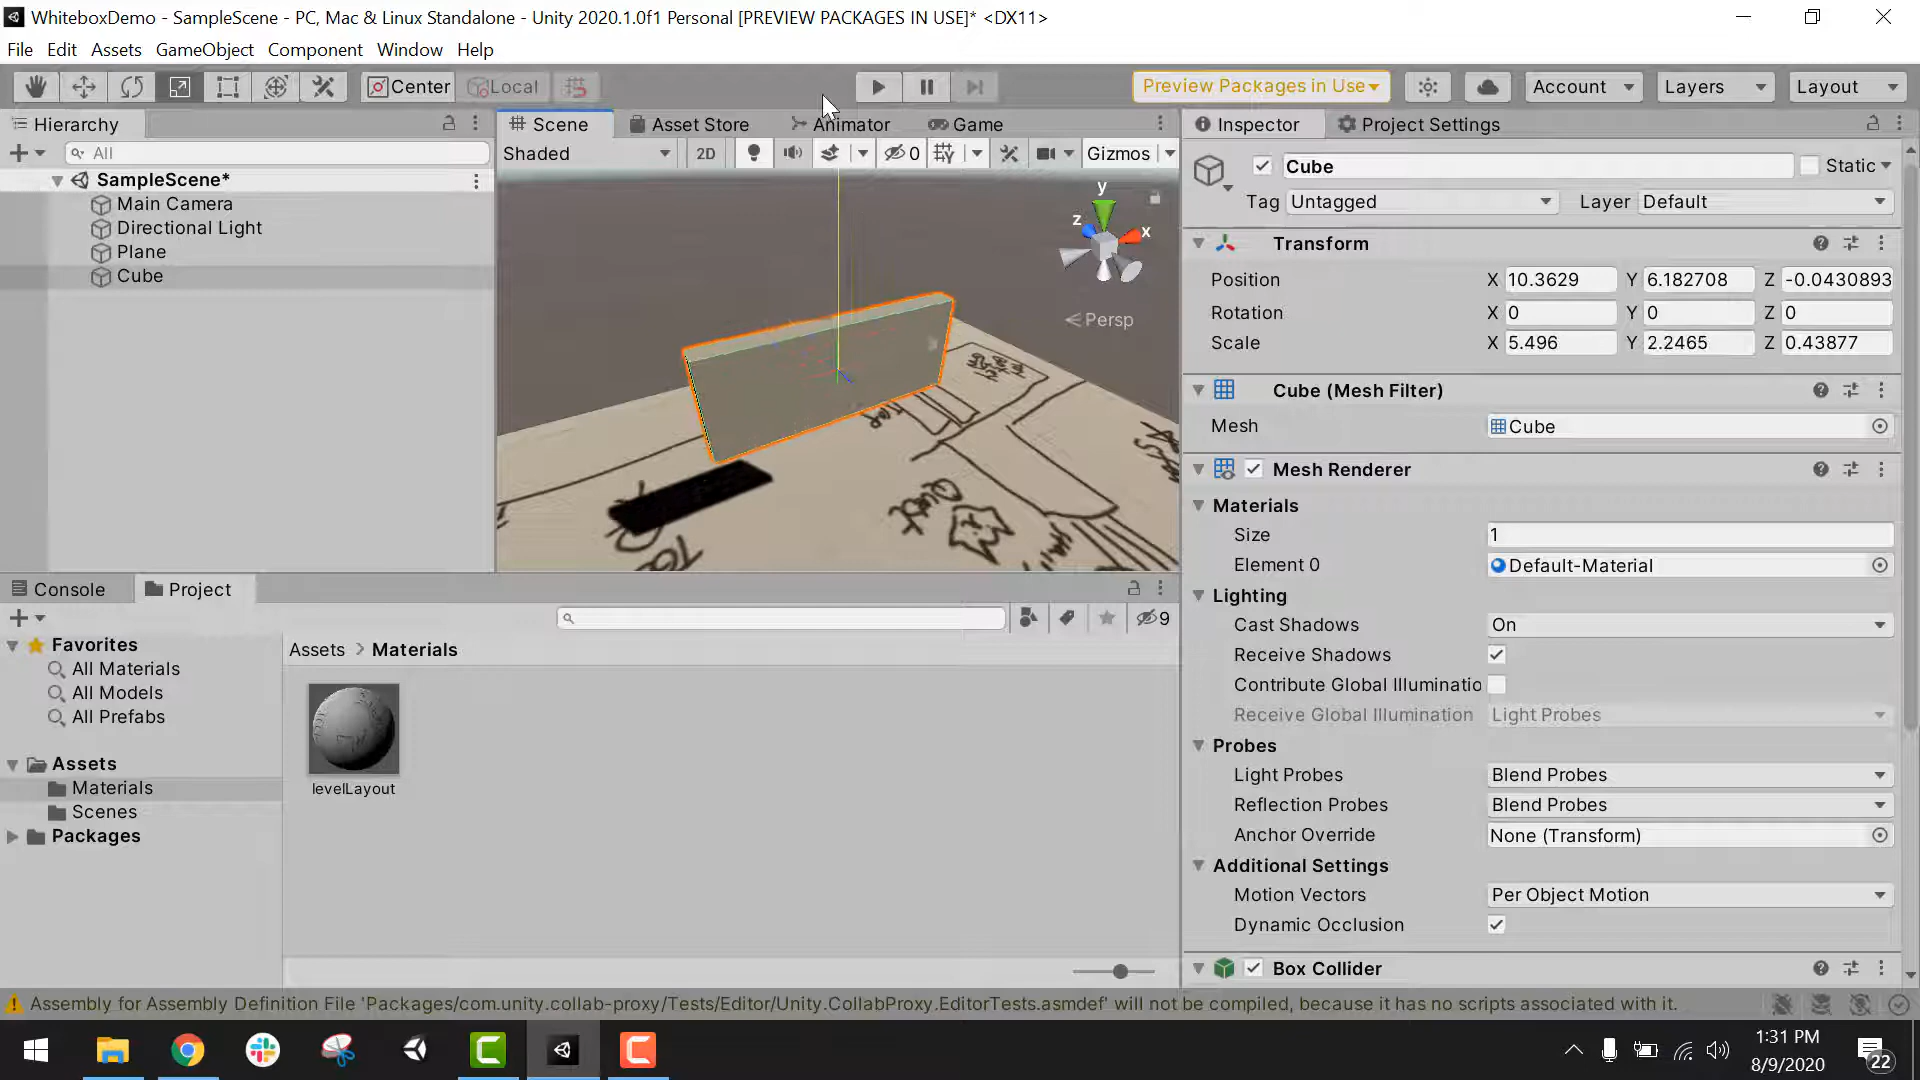 WhiteboxDemo - SampleScene - PC, Mac & Linux Standalone - Unity 2020.1.0f1 Personal [PREVIEW PACKAGES IN USE]* <DX11>
File Edit Assets GameObject Component Window Help
Center Local Preview Packages in Use Account Layers Layout
Hierarchy
All
SampleScene*
Main Camera
Directional Light
Plane
Cube
Scene Asset Store Animator Game
Shaded 2D 0 Gizmos
y
z
x
Persp
Quest
Inspector Project Settings
Cube Static
Tag Untagged Layer Default
Transform
Position X 10.3629 Y 6.182708 Z -0.0430893
Rotation X 0 Y 0 Z 0
Scale X 5.496 Y 2.2465 Z 0.43877
Cube (Mesh Filter)
Mesh Cube
Mesh Renderer
Materials
Size 1
Element 0 Default-Material
Lighting
Cast Shadows On
Receive Shadows
Contribute Global Illuminatio
Receive Global Illumination Light Probes
Probes
Light Probes Blend Probes
Reflection Probes Blend Probes
Anchor Override None (Transform)
Additional Settings
Motion Vectors Per Object Motion
Dynamic Occlusion
Box Collider
Console Project
9
Favorites
All Materials
All Models
All Prefabs
Assets
Materials
Scenes
Packages
Assets > Materials
levelLayout
Assembly for Assembly Definition File 'Packages/com.unity.collab-proxy/Tests/Editor/Unity.CollabProxy.EditorTests.asmdef' will not be compiled, because it has no scripts associated with it.
1:31 PM
8/9/2020
22